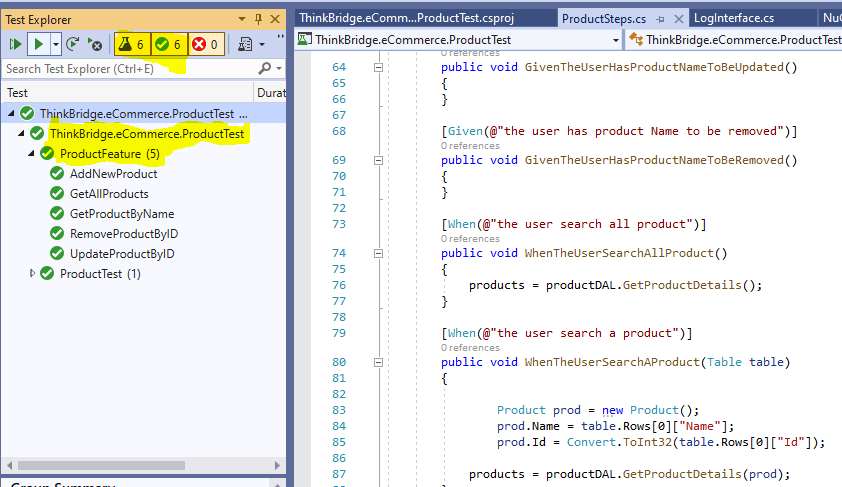 Test Explorer
6 6 0
Search Test Explorer (Ctrl+E)
Test Durat
ThinkBridge.eCommerce.ProductTest ...
ThinkBridge.eCommerce.ProductTest
ProductFeature (5)
AddNewProduct
GetAllProducts
GetProductByName
RemoveProductByID
UpdateProductByID
ProductTest (1)
ThinkBridge.eComm...ProductTest.csproj ProductSteps.cs LogInterface.cs NuG
ThinkBridge.eCommerce.ProductTest ThinkBridge.eCommerce.ProductTest
0 references
64 public void GivenTheUserHasProductNameToBeUpdated()
65 {
66 }
67
68 [Given(@"the user has product Name to be removed")]
0 references
69 public void GivenTheUserHasProductNameToBeRemoved()
70 {
71 }
72
73 [When(@"the user search all product")]
0 references
74 public void WhenTheUserSearchAllProduct()
75 {
76 products = productDAL.GetProductDetails();
77 }
78
79 [When(@"the user search a product")]
0 references
80 public void WhenTheUserSearchAProduct(Table table)
81 {
82
83 Product prod = new Product();
84 prod.Name = table.Rows[0]["Name"];
85 prod.Id = Convert.ToInt32(table.Rows[0]["Id"]);
86
87 products = productDAL.GetProductDetails(prod);